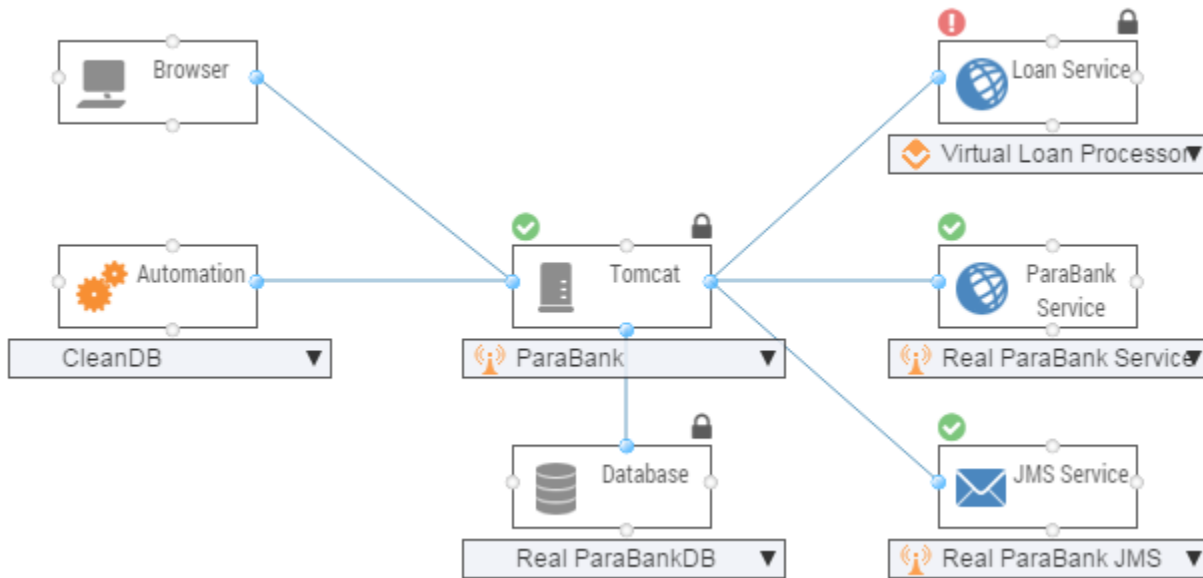 Browser
Loan Service
Virtual Loan Processor
Automation
Tomcat
ParaBank
Service
CleanDB
ParaBank
Real ParaBank Service
Database
JMS Service
Real ParaBankDB
Real ParaBank JMS